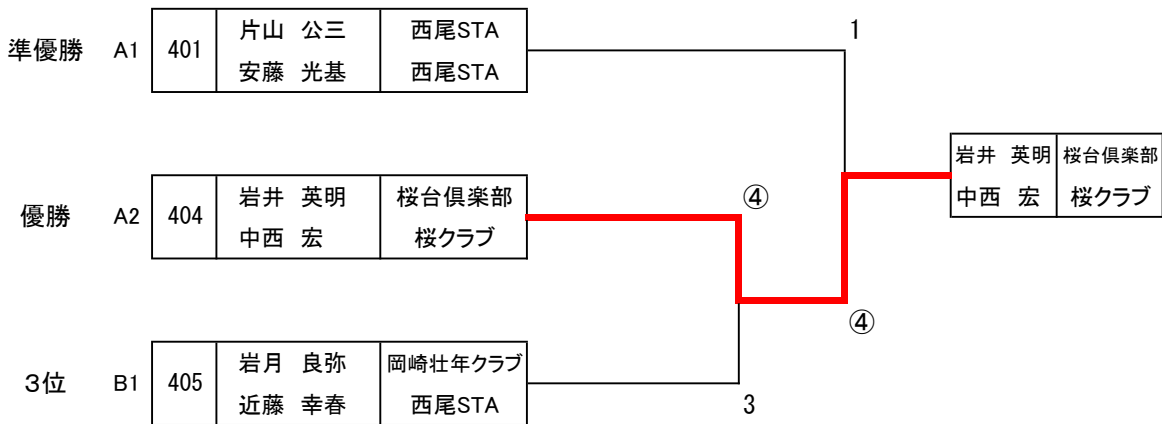 準優勝 A1 401 片山 公三 西尾STA
安藤 光基 西尾STA
1
優勝 A2 404 岩井 英明 桜台倶楽部
中西 宏 桜クラブ
④
岩井 英明 桜台倶楽部
中西 宏 桜クラブ
④
3位 B1 405 岩月 良弥 岡崎壮年クラブ
近藤 幸春 西尾STA
3